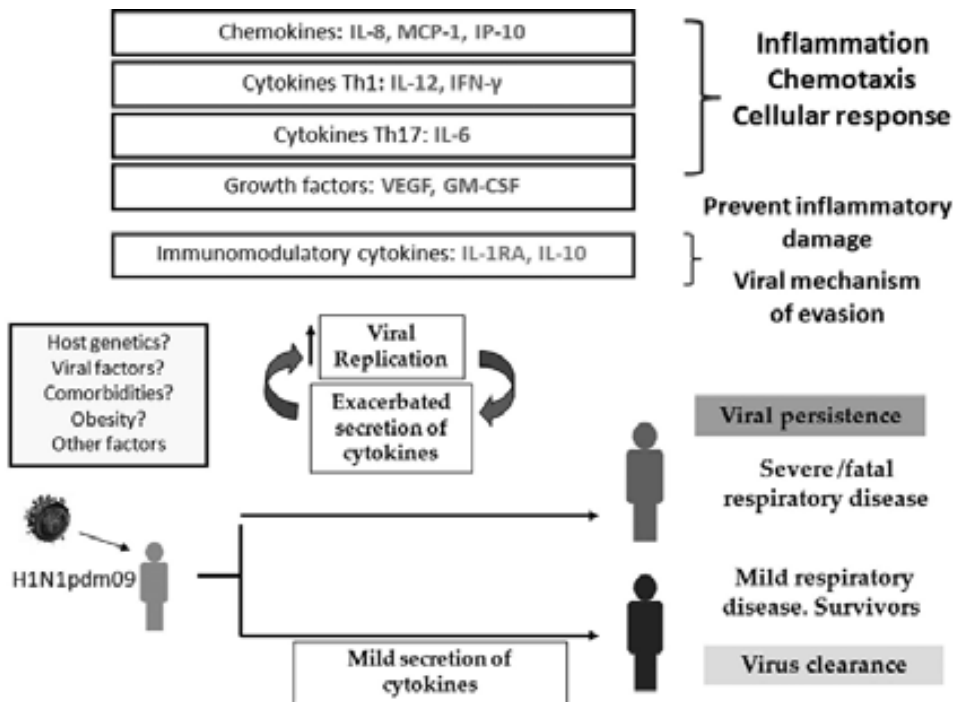 Chemokines: IL-8, MCP-1, IP-10
Cytokines Th1: IL-12, IFN-γ
Cytokines Th17: IL-6
Growth factors: VEGF, GM-CSF
Immunomodulatory cytokines: IL-1RA, IL-10
Inflammation
Chemotaxis
Cellular response
Prevent inflammatory
damage
Viral mechanism
of evasion
Host genetics?
Viral factors?
Comorbidities?
Obesity?
Other factors
Viral
Replication
Exacerbated
secretion of
cytokines
Viral persistence
Severe/fatal
respiratory disease
H1N1pdm09
Mild respiratory
disease. Survivors
Mild secretion of
cytokines
Virus clearance